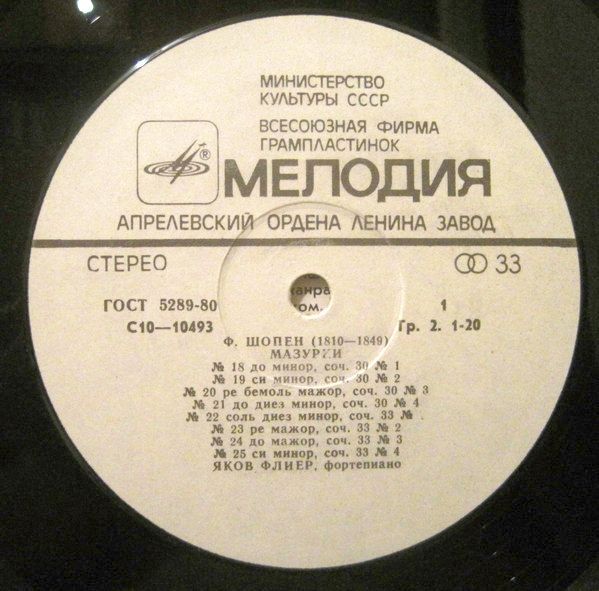 МИНИСТЕРСТВО
КУЛЬТУРЫ СССР
ВСЕСОЮЗНАЯ ФИРМА
ГРАМПЛАСТИНОК
®
МЕЛОДИЯ
АПРЕЛЕВСКИЙ ОРДЕНА ЛЕНИНА ЗАВОД
СТЕРЕО 33
ГОСТ 5289-80 1
С10—10493 Гр. 2. 1-20
Ф. ШОПЕН (1810—1849)
МАЗУРКИ
№ 18 до минор, соч. 30 № 1
№ 19 си минор, соч. 30 № 2
№ 20 ре бемоль мажор, соч. 30 № 3
№ 21 до диез минор, соч. 30 № 4
№ 22 соль диез минор, соч. 33 №
№ 23 ре мажор, соч. 33 № 2
№ 24 до мажор, соч. 33 № 3
№ 25 си минор, соч. 33 № 4
ЯКОВ ФЛИЕР, фортепиано